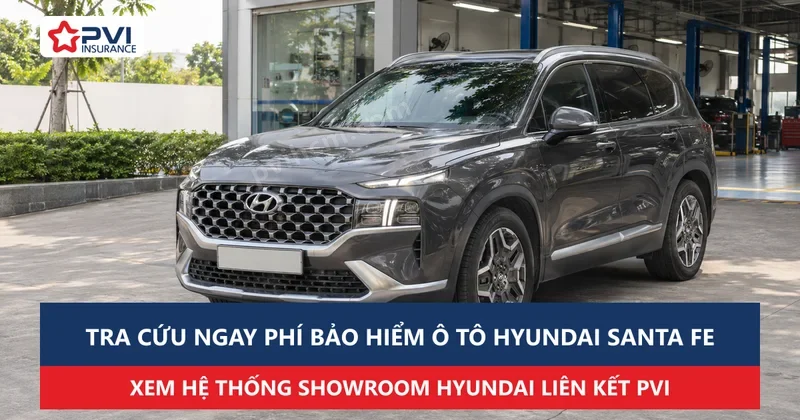 PVI
INSURANCE
TRA CỨU NGAY PHÍ BẢO HIỂM Ô TÔ HYUNDAI SANTA FE
XEM HỆ THỐNG SHOWROOM HYUNDAI LIÊN KẾT PVI